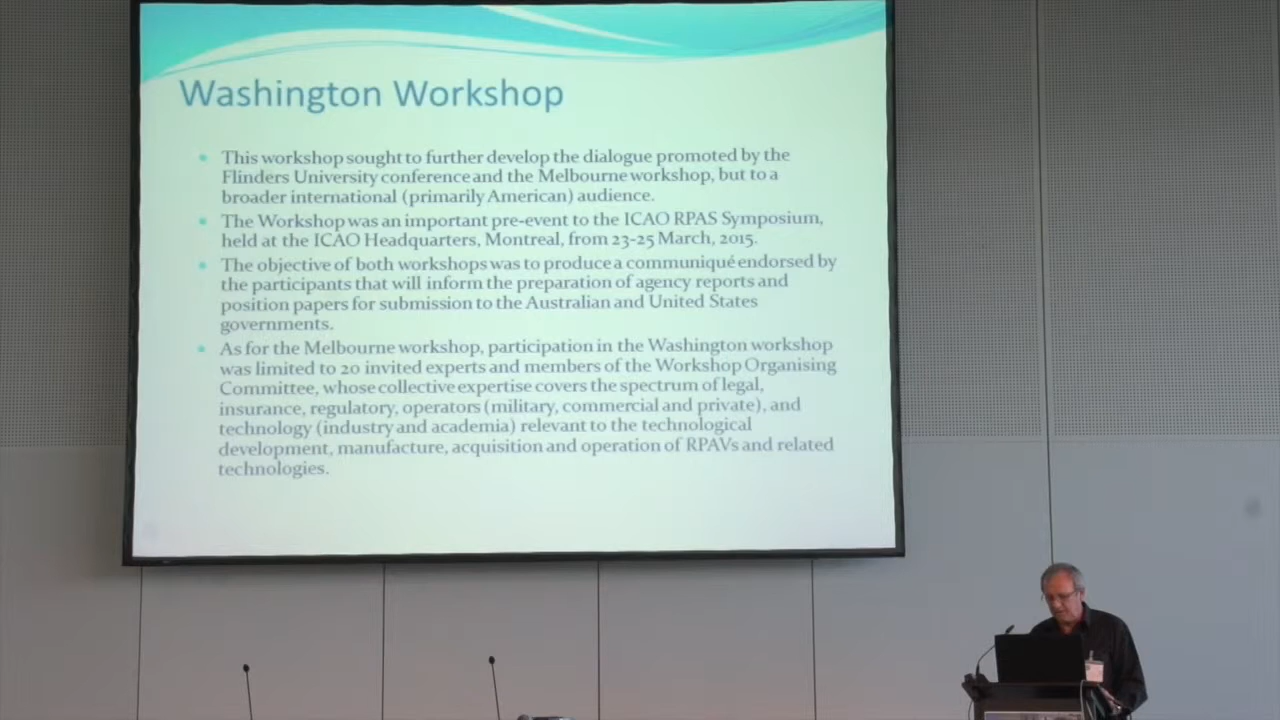 Washington Workshop
This workshop sought to further develop the dialogue promoted by the
Flinders University conference and the Melbourne workshop, but to a
broader international (primarily American) audience.
The Workshop was an important pre-event to the ICAO RPAS Symposium,
held at the ICAO Headquarters, Montreal, from 23-25 March, 2015.
The objective of both workshops was to produce a communiqué endorsed by
the participants that will inform the preparation of agency reports and
position papers for submission to the Australian and United States
governments.
As for the Melbourne workshop, participation in the Washington workshop
was limited to 20 invited experts and members of the Workshop Organising
Committee, whose collective expertise covers the spectrum of legal,
insurance, regulatory, operators (military, commercial and private), and
technology (industry and academia) relevant to the technological
development, manufacture, acquisition and operation of RPAVs and related
technologies.